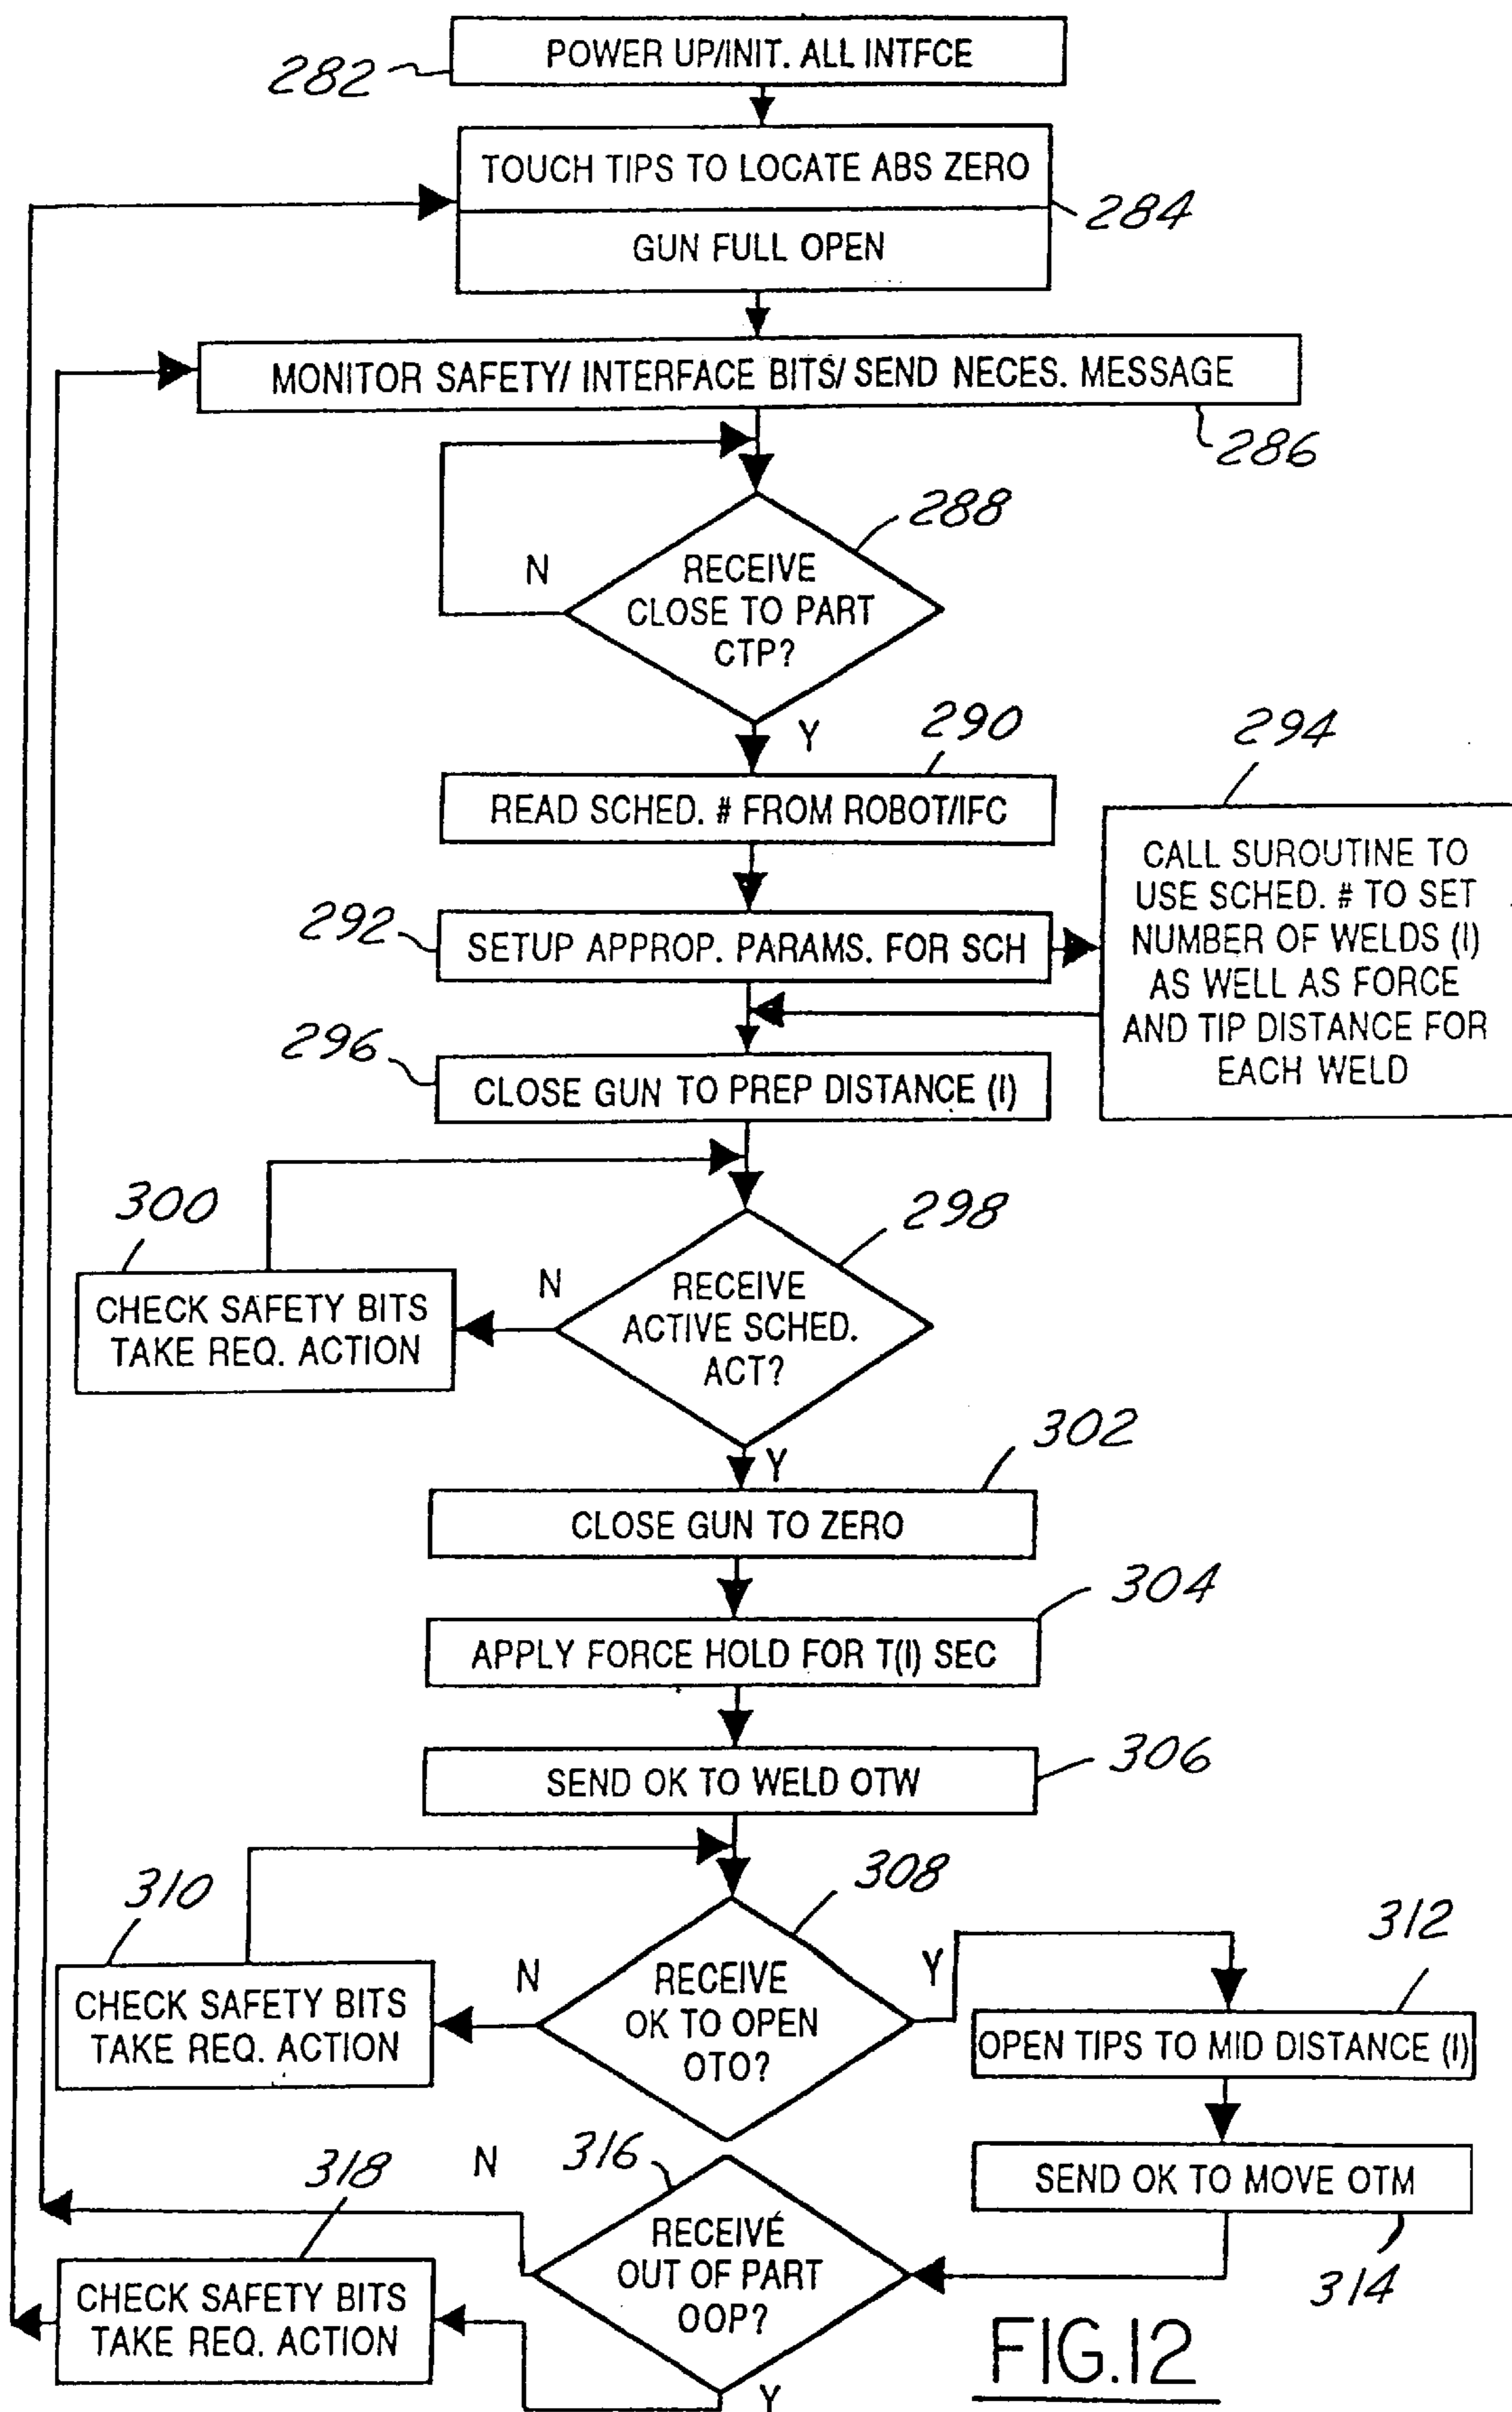 POWER UP/INIT. ALL INTFCE
282
TOUCH TIPS TO LOCATE ABS ZERO
284
GUN FULL OPEN
MONITOR SAFETY/ INTERFACE BITS/ SEND NECES. MESSAGE
286
288
N
RECEIVE
CLOSE TO PART
CTP?
Y
290
294
READ SCHED. # FROM ROBOT/IFC
CALL SUROUTINE TO
USE SCHED. # TO SET
NUMBER OF WELDS (I)
AS WELL AS FORCE
AND TIP DISTANCE FOR
EACH WELD
292
SETUP APPROP. PARAMS. FOR SCH
296
CLOSE GUN TO PREP DISTANCE (I)
300
298
CHECK SAFETY BITS
TAKE REQ. ACTION
N
RECEIVE
ACTIVE SCHED.
ACT?
Y
302
CLOSE GUN TO ZERO
304
APPLY FORCE HOLD FOR T(I) SEC
306
SEND OK TO WELD OTW
308
310
312
CHECK SAFETY BITS
TAKE REQ. ACTION
N
RECEIVE
OK TO OPEN
OTO?
Y
OPEN TIPS TO MID DISTANCE (I)
SEND OK TO MOVE OTM
314
318
N
316
RECEIVE
OUT OF PART
OOP?
CHECK SAFETY BITS
TAKE REQ. ACTION
Y
FIG.12